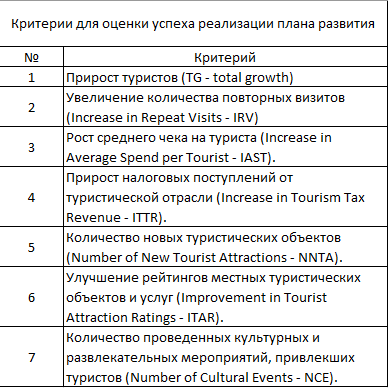 Критерии для оценки успеха реализации плана развития
№ Критерий
1 Прирост туристов (TG - total growth)
2 Увеличение количества повторных визитов
(Increase in Repeat Visits - IRV)
3 Рост среднего чека на туриста (Increase in
Average Spend per Tourist - IAST).
4 Прирост налоговых поступлений от
туристической отрасли (Increase in Tourism Tax
Revenue - ITTR).
5 Количество новых туристических объектов
(Number of New Tourist Attractions - NNTA).
6 Улучшение рейтингов местных туристических
объектов и услуг (Improvement in Tourist
Attraction Ratings - ITAR).
7 Количество проведенных культурных и
развлекательных мероприятий, привлекших
туристов (Number of Cultural Events - NCE).